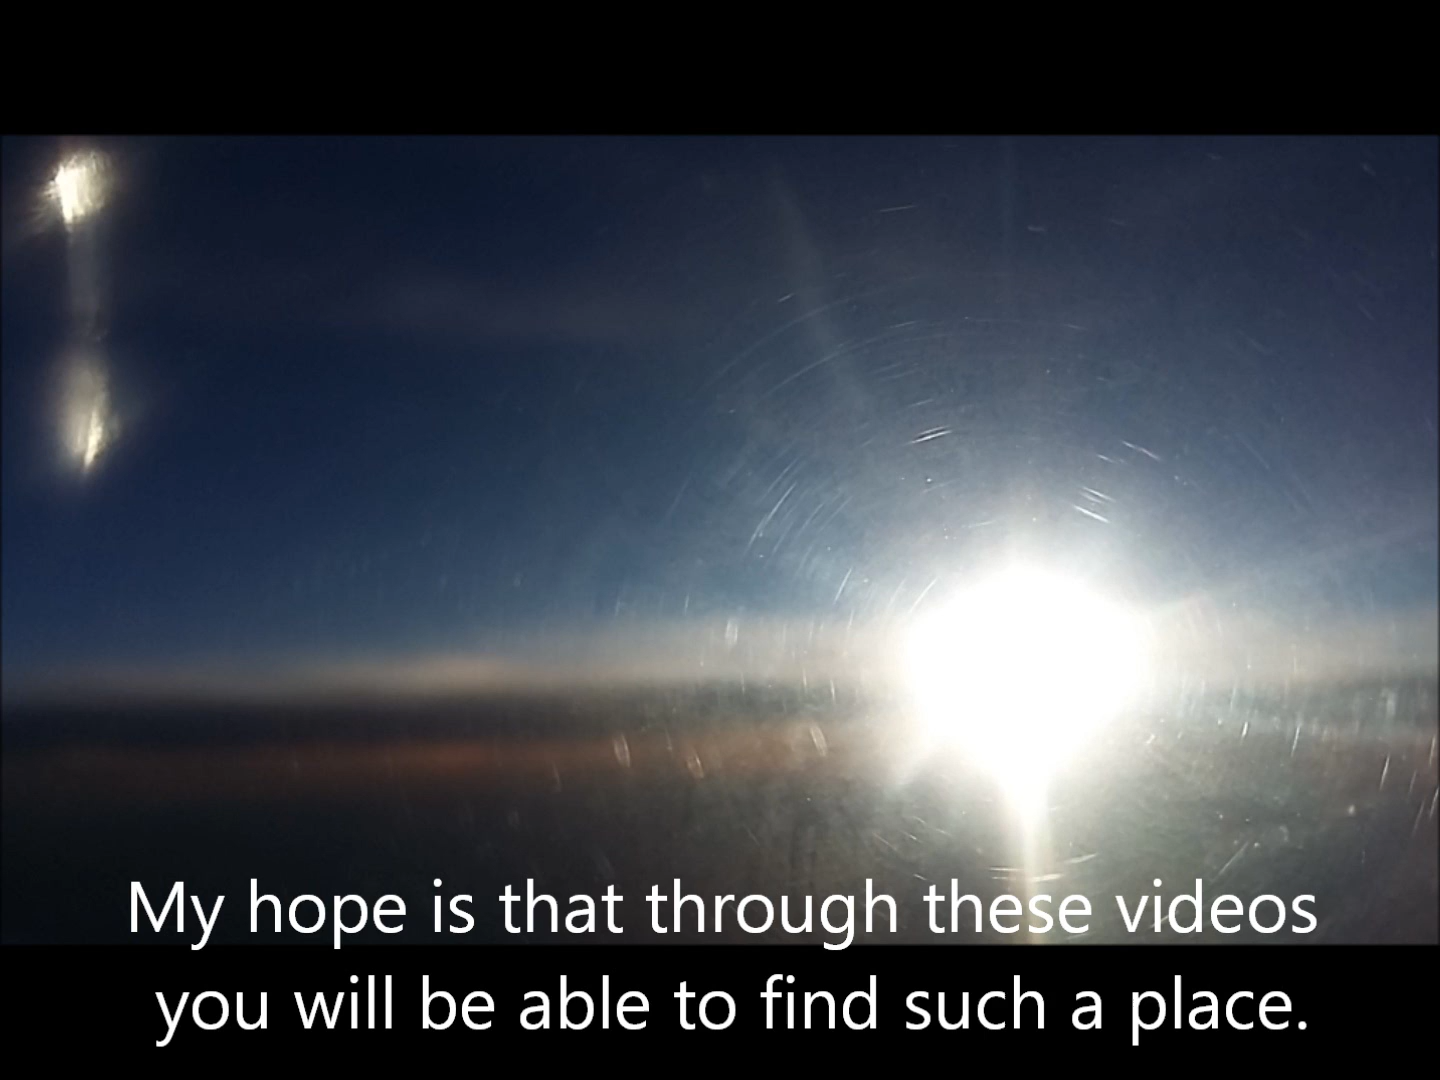 My hope is that through these videos
you will be able to find such a place.